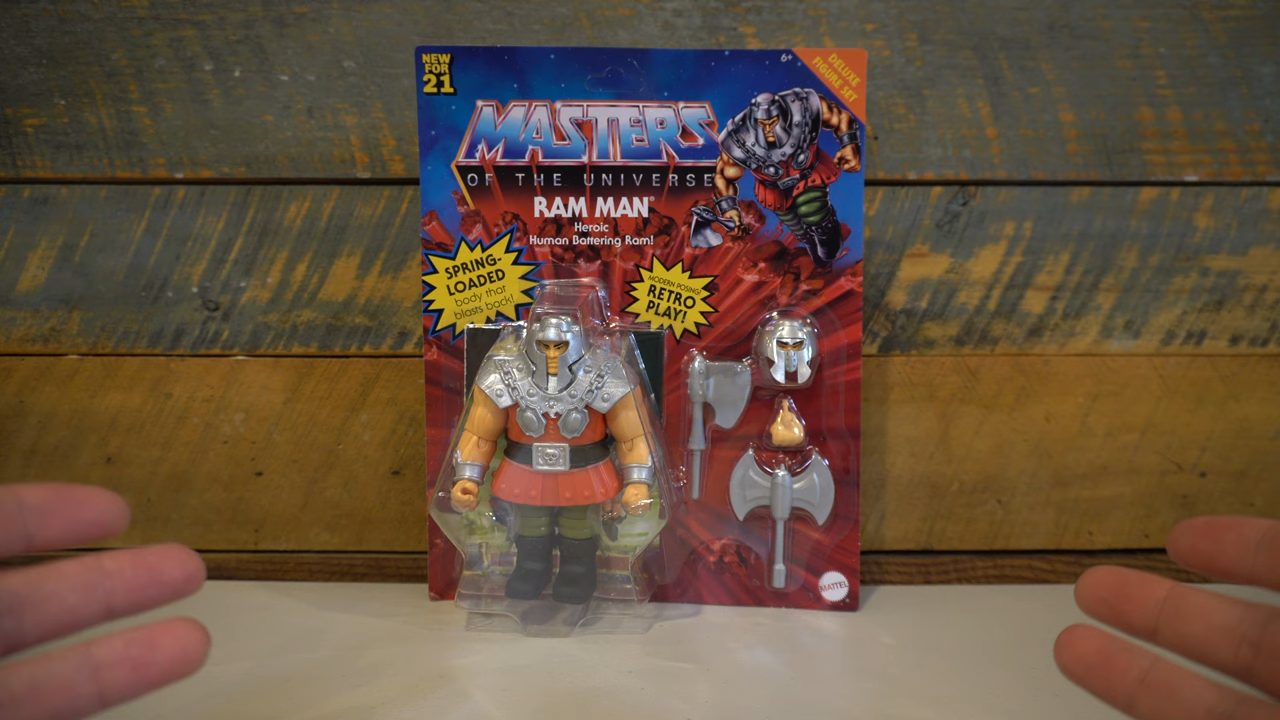 NEW
FOR
21
6+
DELUXE
FIGURE SET
MASTERS
OF THE UNIVERSE
RAM MAN®
Heroic
Human Battering Ram!
SPRING-
LOADED
body that
blasts back!
MODERN POSING!
RETRO
PLAY!
MATTEL